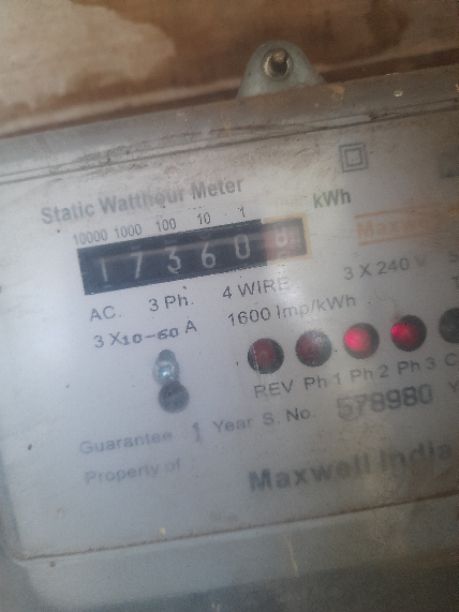 Static Watthour Meter
kWh
10000 1000 100 10 1
17360
AC. 3 Ph. 4 WIRE 3 X 240 V
3 X10-60 A 1600 Imp/kWh
REV Ph 1 Ph 2 Ph 3
Guarantee 1 Year S. No. 578980
Property of
Maxwell India